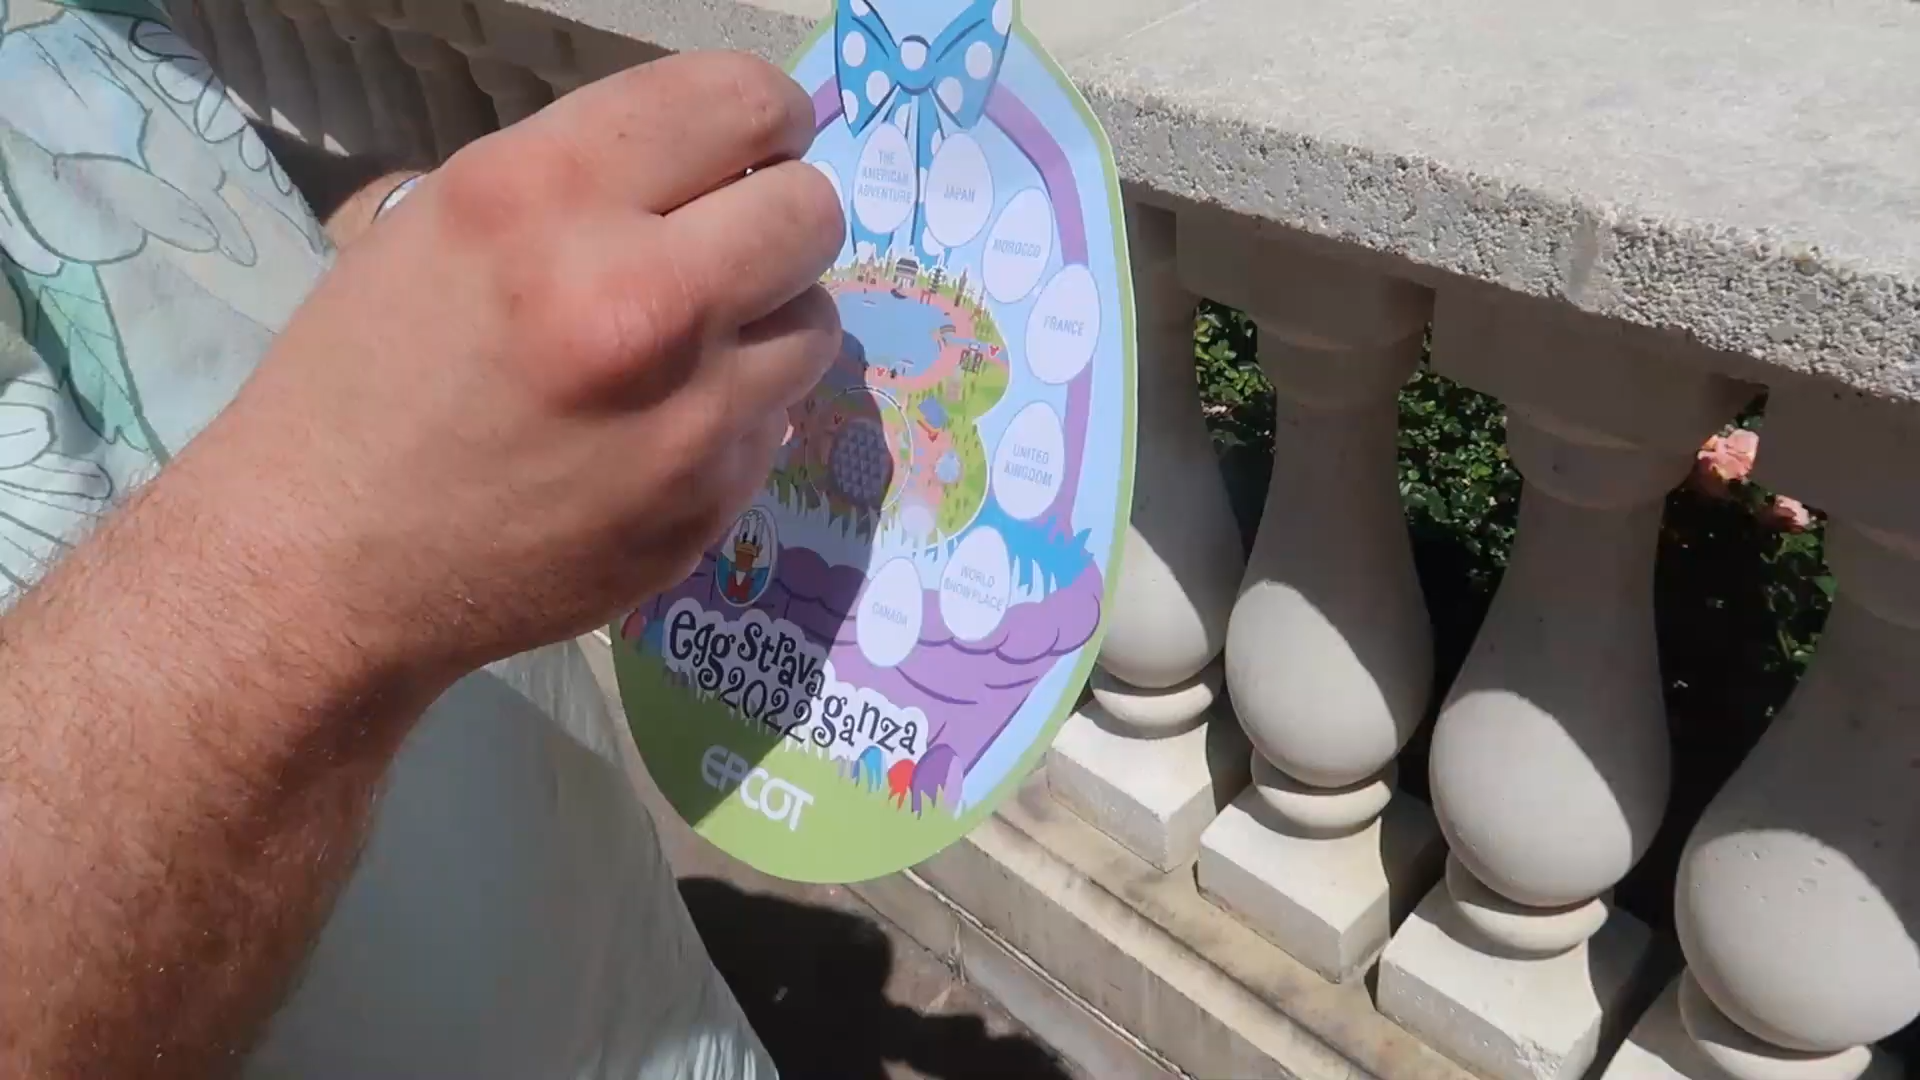 THE
AMERICAN
ADVENTURE
JAPAN
MOROCCO
FRANCE
UNITED
KINGDOM
WORLD
SHOWPLACE
CANADA
eggstravaganza
2022
EPCOT